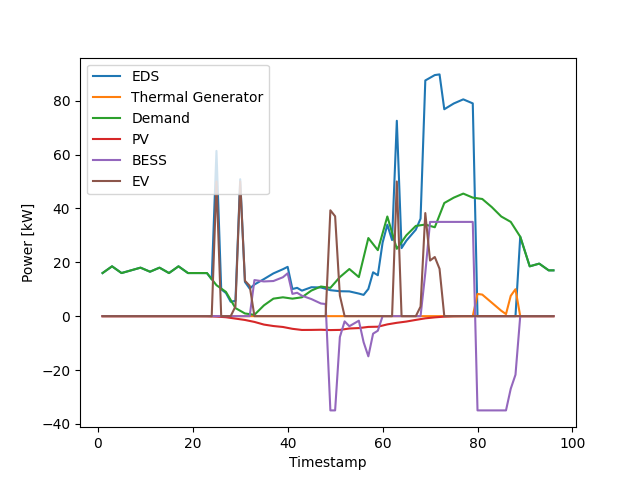 EDS
Thermal Generator
Demand
PV
BESS
EV
Power [kW]
80
60
40
20
0
−20
−40
0 20 40 60 80 100
Timestamp